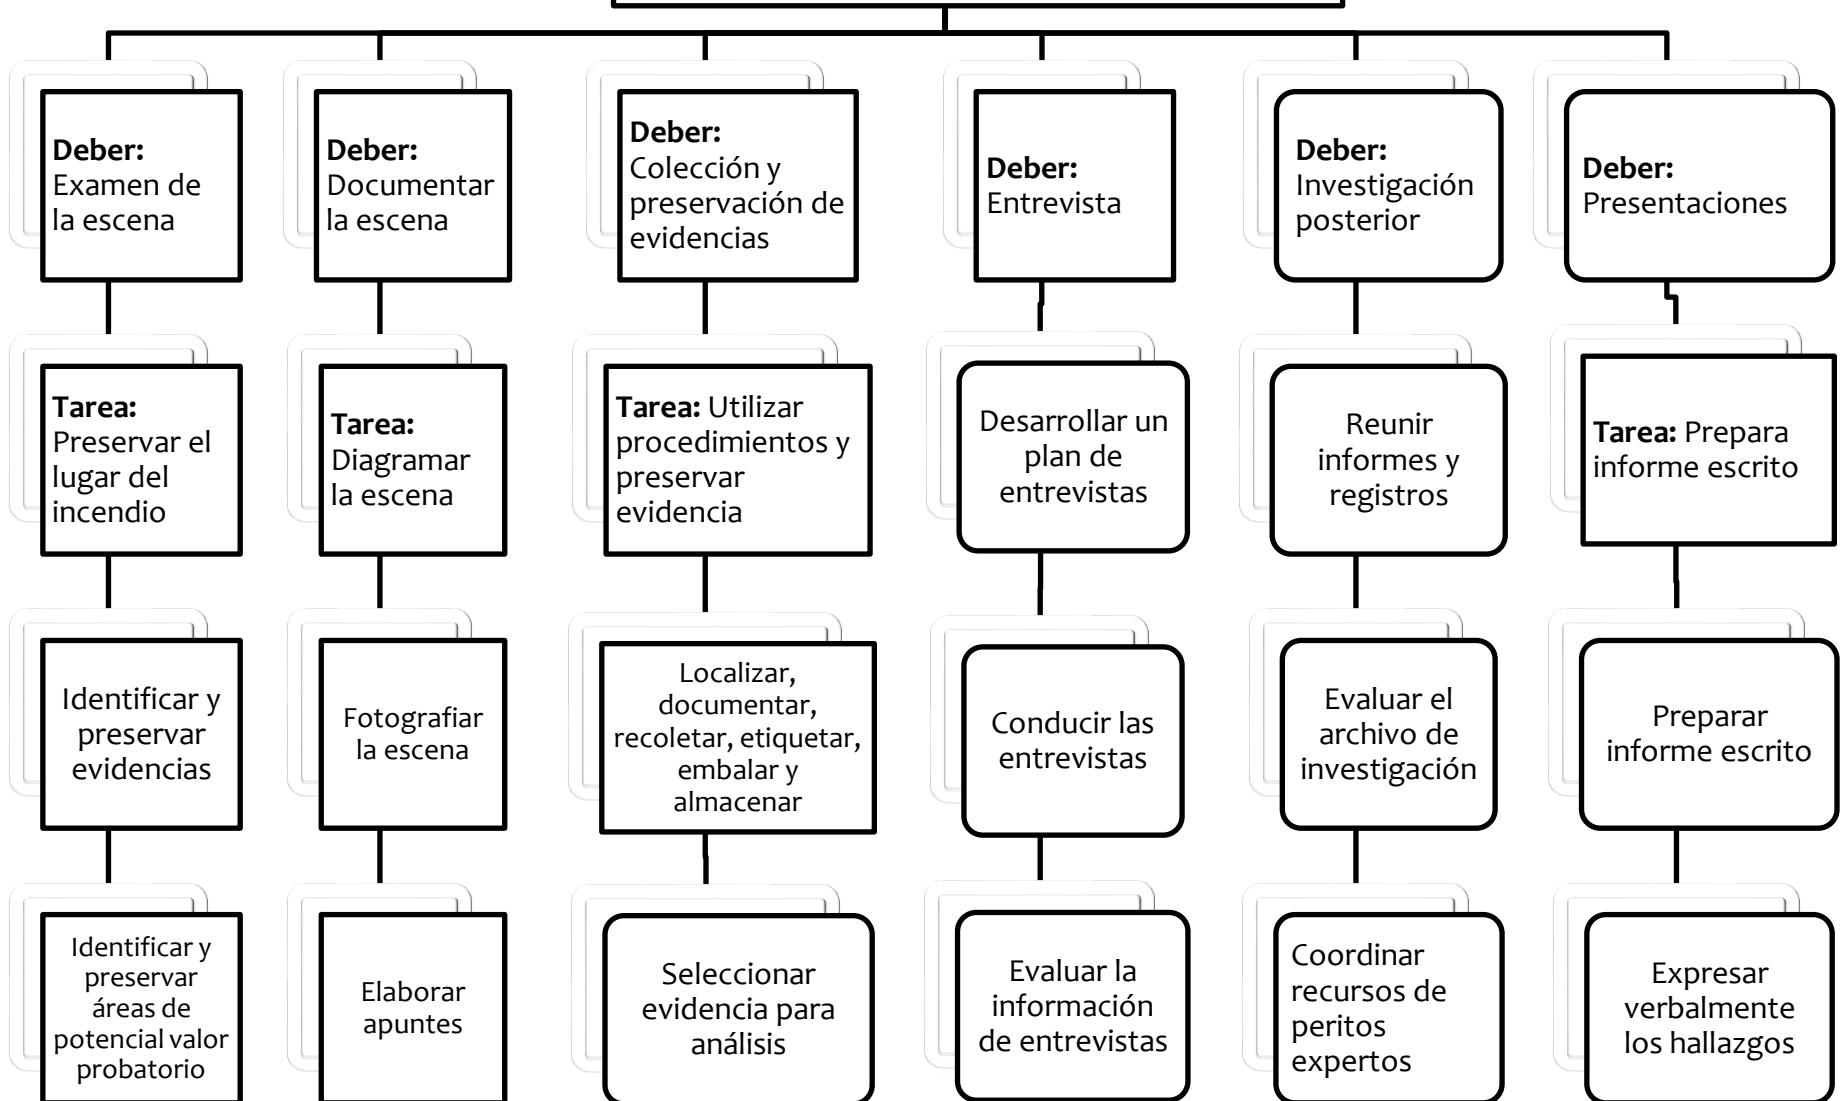 Deber:
Examen de
la escena
Deber:
Documentar
la escena
Deber:
Colección y
preservación de
evidencias
Deber:
Entrevista
Deber:
Investigación
posterior
Deber:
Presentaciones
Tarea:
Preservar el
lugar del
incendio
Tarea:
Diagramar
la escena
Tarea: Utilizar
procedimientos y
preservar
evidencia
Desarrollar un
plan de
entrevistas
Reunir
informes y
registros
Tarea: Prepara
informe escrito
Identificar y
preservar
evidencias
Fotografiar
la escena
Localizar,
documentar,
recoletar, etiquetar,
embalar y
almacenar
Conducir las
entrevistas
Evaluar el
archivo de
investigación
Preparar
informe escrito
Identificar y
preservar
áreas de
potencial valor
probatorio
Elaborar
apuntes
Seleccionar
evidencia para
análisis
Evaluar la
información
de entrevistas
Coordinar
recursos de
peritos
expertos
Expresar
verbalmente
los hallazgos